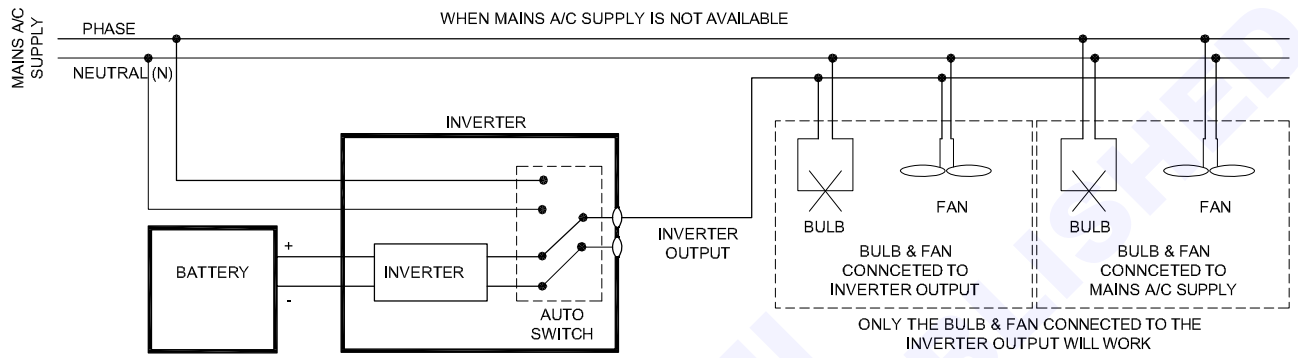 WHEN MAINS A/C SUPPLY IS NOT AVAILABLE
MAINS A/C
SUPPLY
PHASE
NEUTRAL (N)
INVERTER
BATTERY
+
-
INVERTER
AUTO
SWITCH
INVERTER
OUTPUT
BULB
FAN
BULB & FAN
CONNCETED TO
INVERTER OUTPUT
BULB
FAN
BULB & FAN
CONNCETED TO
MAINS A/C SUPPLY
ONLY THE BULB & FAN CONNECTED TO THE
INVERTER OUTPUT WILL WORK